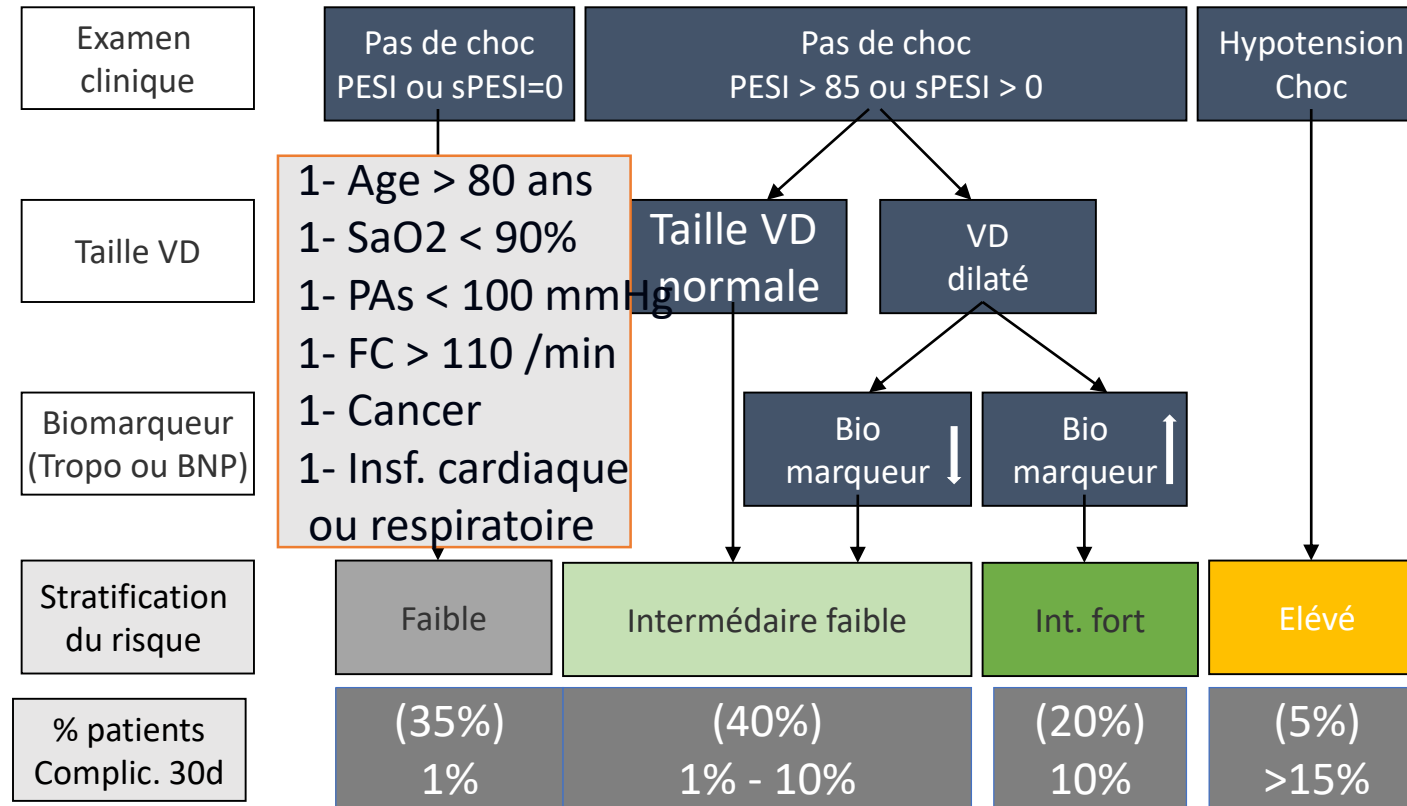 Examen
clinique
Pas de choc
PESI ou sPESI=0
Pas de choc
PESI > 85 ou sPESI > 0
Hypotension
Choc
Taille VD
1- Age > 80 ans
1- SaO2 < 90%
1- PAs < 100 mmHg
1- FC > 110 /min
1- Cancer
1- Insf. cardiaque
ou respiratoire
Taille VD
normale
VD
dilaté
Biomarqueur
(Tropo ou BNP)
Bio
marqueur
Bio
marqueur
Stratification
du risque
Faible
Intermédaire faible
Int. fort
Elévé
% patients
Complic. 30d
(35%)
1%
(40%)
1% - 10%
(20%)
10%
(5%)
>15%